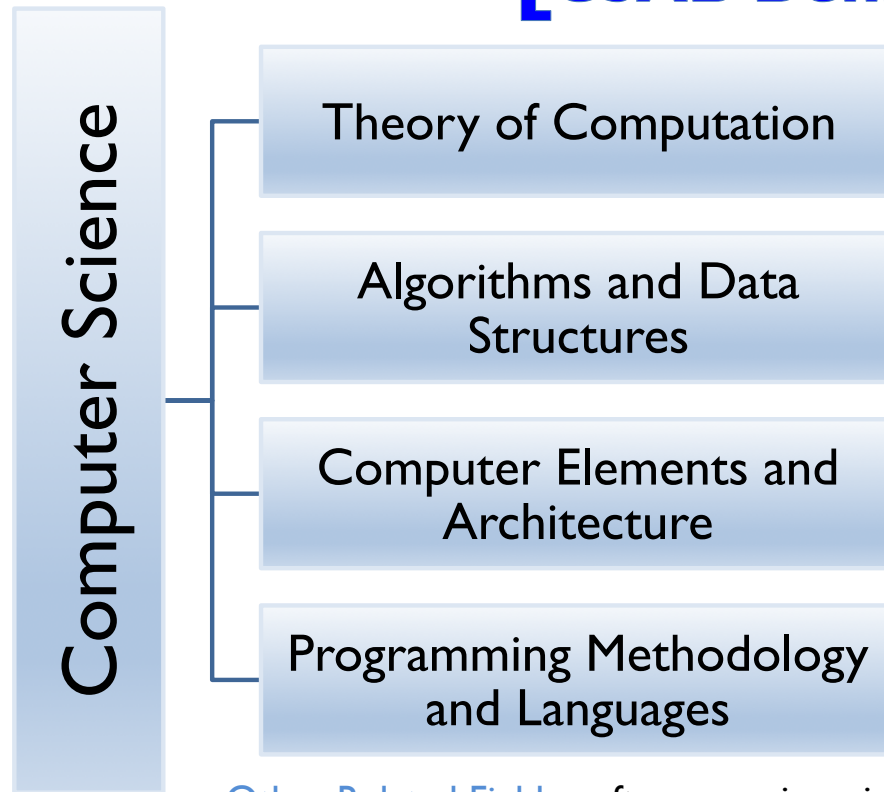 Computer Science
Theory of Computation
Algorithms and Data
Structures
Computer Elements and
Architecture
Programming Methodology
and Languages